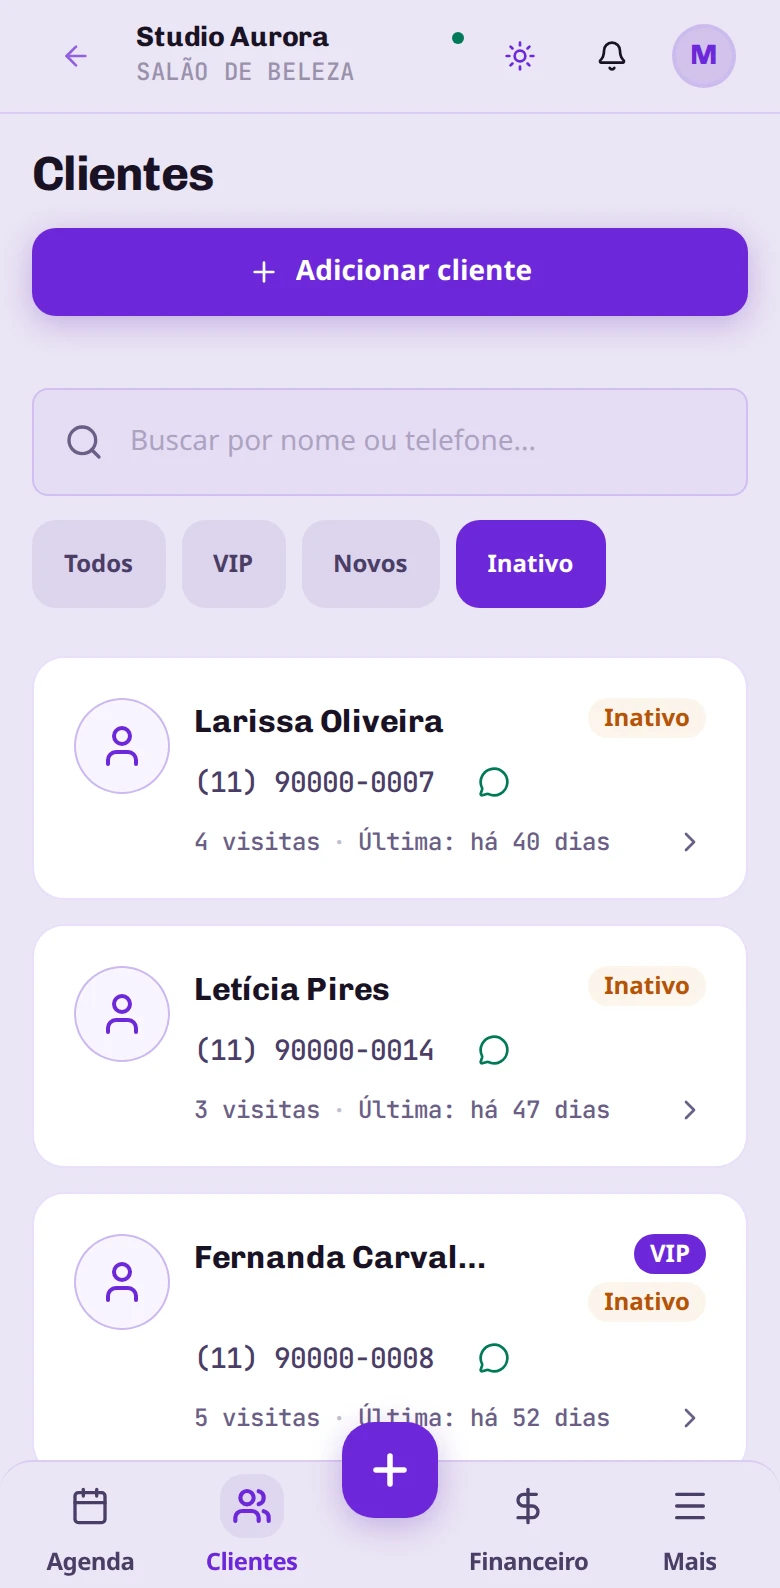 Studio Aurora
SALÃO DE BELEZA
M
Clientes
Adicionar cliente
Buscar por nome ou telefone...
Todos
VIP
Novos
Inativo
Larissa Oliveira
Inativo
(11) 90000-0007
4 visitas · Última: há 40 dias
Letícia Pires
Inativo
(11) 90000-0014
3 visitas · Última: há 47 dias
Fernanda Carval...
VIP
Inativo
(11) 90000-0008
5 visitas · Última: há 52 dias
Agenda
Clientes
Financeiro
Mais